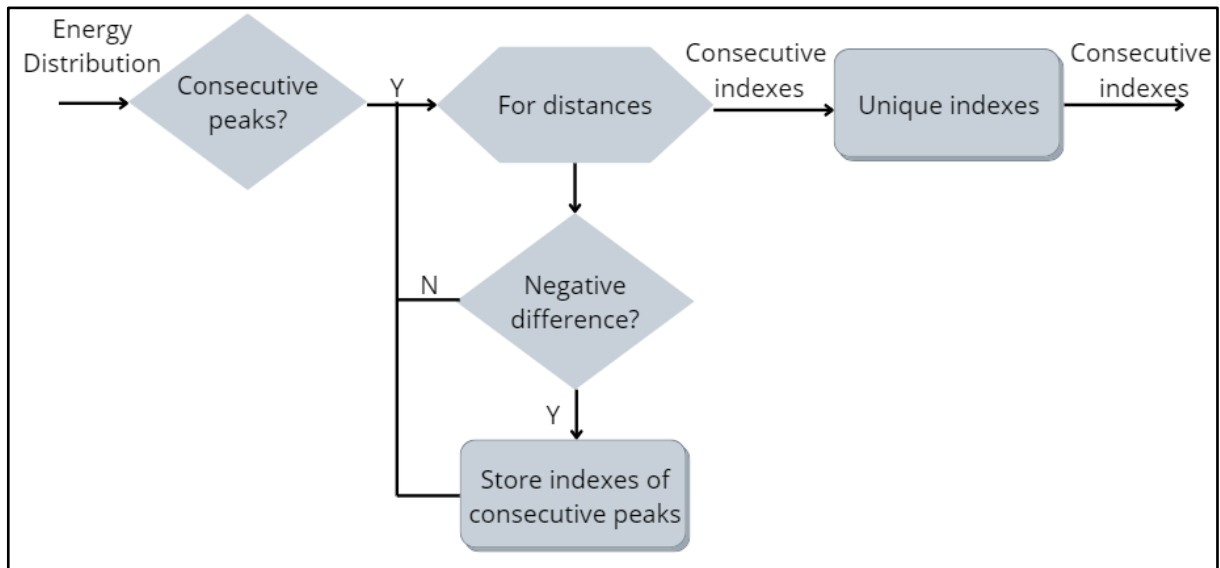 Energy
Distribution
Consecutive
peaks?
Y
For distances
Consecutive
indexes
Unique indexes
Consecutive
indexes
N
Negative
difference?
Y
Store indexes of
consecutive peaks